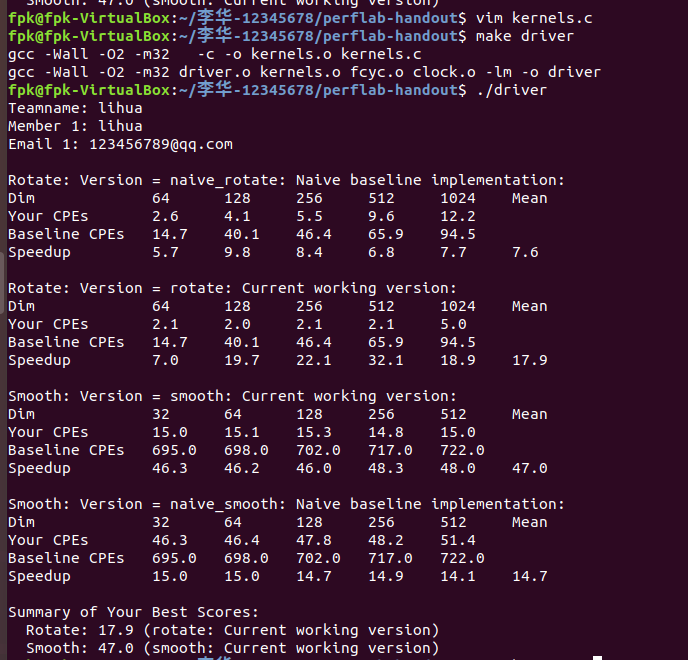 Smooth: 47.0 (smooth: Current working version)
fpk@fpk-VirtualBox:~/李华-12345678/perflab-handout$ vim kernels.c
fpk@fpk-VirtualBox:~/李华-12345678/perflab-handout$ make driver
gcc -Wall -O2 -m32   -c -o kernels.o kernels.c
gcc -Wall -O2 -m32 driver.o kernels.o fcyc.o clock.o -lm -o driver
fpk@fpk-VirtualBox:~/李华-12345678/perflab-handout$ ./driver
Teamname: lihua
Member 1: lihua
Email 1: 123456789@qq.com
Rotate: Version = naive_rotate: Naive baseline implementation:
Dim             64      128     256     512     1024    Mean
Your CPEs       2.6     4.1     5.5     9.6     12.2
Baseline CPEs   14.7    40.1    46.4    65.9    94.5
Speedup         5.7     9.8     8.4     6.8     7.7     7.6
Rotate: Version = rotate: Current working version:
Dim             64      128     256     512     1024    Mean
Your CPEs       2.1     2.0     2.1     2.1     5.0
Baseline CPEs   14.7    40.1    46.4    65.9    94.5
Speedup         7.0     19.7    22.1    32.1    18.9    17.9
Smooth: Version = smooth: Current working version:
Dim             32      64      128     256     512     Mean
Your CPEs       15.0    15.1    15.3    14.8    15.0
Baseline CPEs   695.0   698.0   702.0   717.0   722.0
Speedup         46.3    46.2    46.0    48.3    48.0    47.0
Smooth: Version = naive_smooth: Naive baseline implementation:
Dim             32      64      128     256     512     Mean
Your CPEs       46.3    46.4    47.8    48.2    51.4
Baseline CPEs   695.0   698.0   702.0   717.0   722.0
Speedup         15.0    15.0    14.7    14.9    14.1    14.7
Summary of Your Best Scores:
  Rotate: 17.9 (rotate: Current working version)
  Smooth: 47.0 (smooth: Current working version)